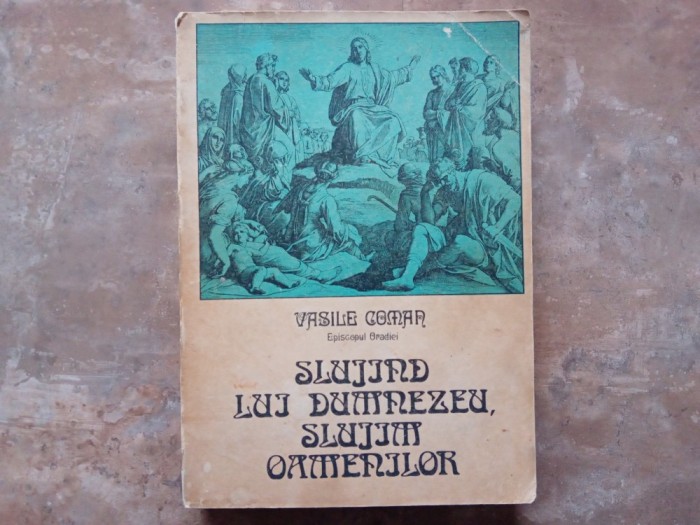 VASILE COMAN
Episcopul Oradiei
SLUJIND
LUI DUMNEZEU,
SLUJIM
OAMENILOR